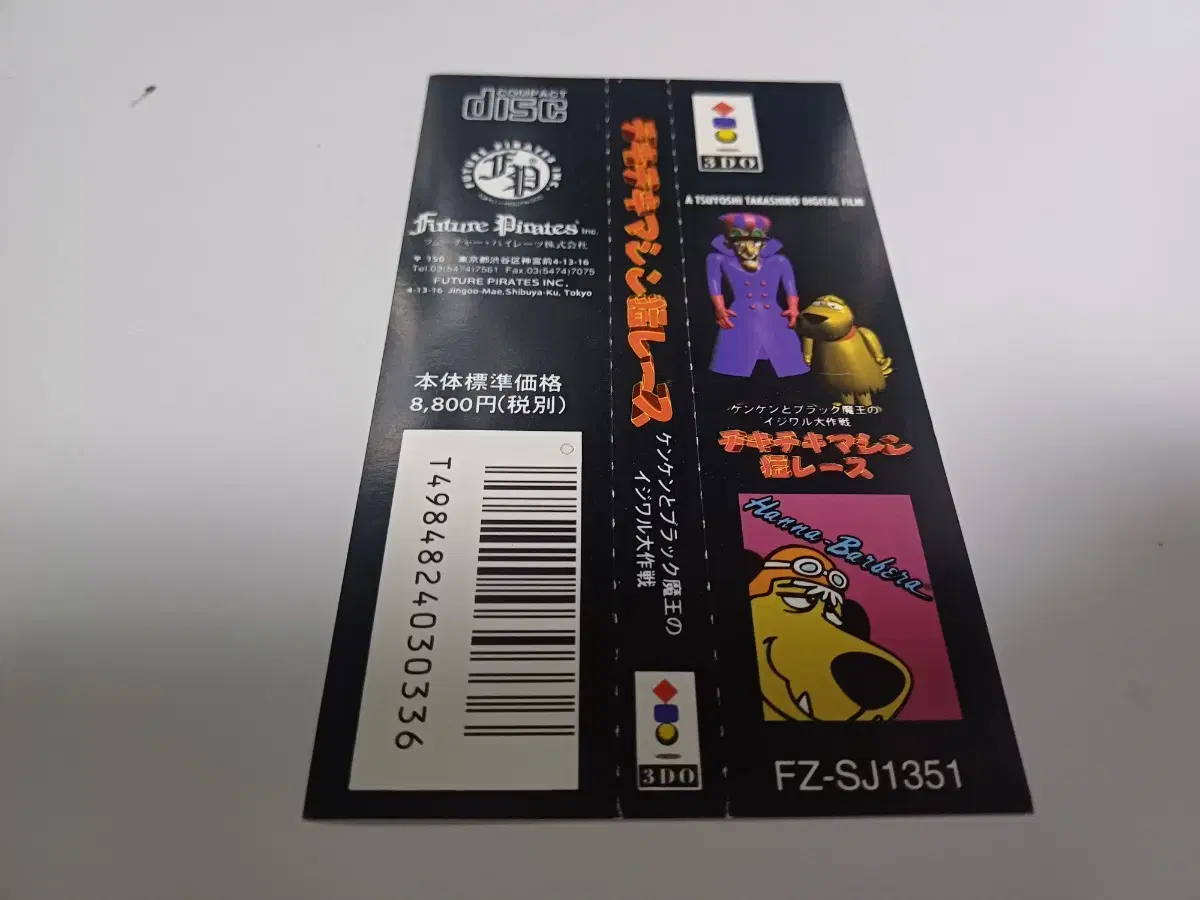 COMPACT
disc
FUTURE PIRATES INC.
FP
Future Pirates Inc.
フューチャー・パイレーツ株式会社
〒150 東京都渋谷区神宮前4-13-16
Tel.03(5474)7561 Fax.03(5474)7075
FUTURE PIRATES INC.
4-13-16 Jingoo-Mae,Shibuya-Ku, Tokyo
本体標準価格
8,800円(税別)
T4984824030336
チキチキマシン猛レース
ケンケンとブラック魔王の
イジワル大作戦
3DO
3DO
A TSUYOSHI TAKASHIRO DIGITAL FILM
ケンケンとブラック魔王の
イジワル大作戦
チキチキマシン
猛レース
Hanna-Barbera
FZ-SJ1351